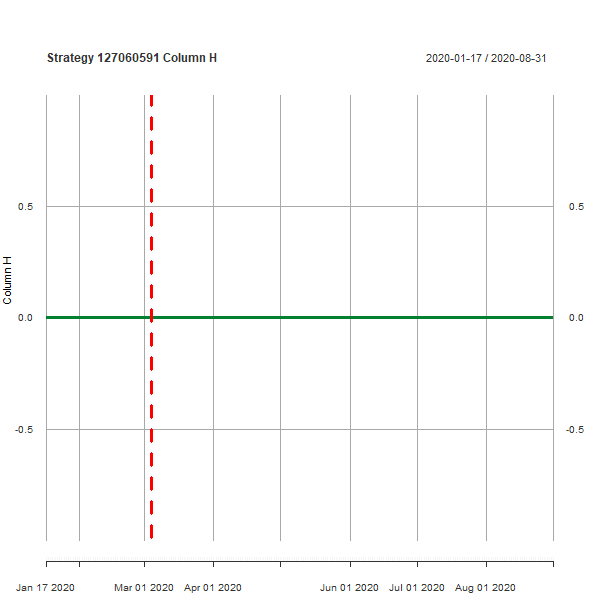 Strategy 127060591 Column H
2020-01-17 / 2020-08-31
0.5
0.5
Column H
0.0
0.0
-0.5
-0.5
Jan 17 2020
Mar 01 2020
Apr 01 2020
Jun 01 2020
Jul 01 2020
Aug 01 2020